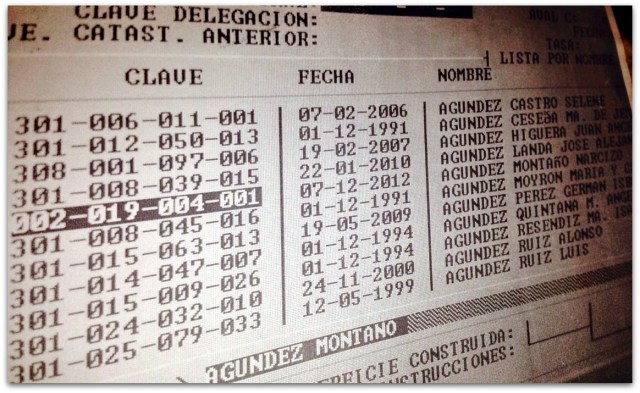 CLAVE DELEGACION:
VE. CATAST. ANTERIOR:
TASA:
LISTA POR NOMBRE
CLAVE FECHA NOMBRE
301-006-011-001 07-02-2006 AGUNDEZ CASTRO SELENE
301-012-050-013 01-12-1991 AGUNDEZ CESEÑA MA. DE
308-001-097-006 19-02-2007 AGUNDEZ HIGUERA JUAN
301-008-039-015 22-01-2010 AGUNDEZ LANDA JOSE
002-019-004-001 07-12-2012 AGUNDEZ MONTAÑO NARCIZO
301-008-045-016 01-12-1991 AGUNDEZ MOYRON MARIA Y
301-015-063-013 19-05-2009 AGUNDEZ PEREZ GERMAN
301-014-047-007 01-12-1994 AGUNDEZ QUINTANA M.
301-015-009-026 01-12-1994 AGUNDEZ RESENDIZ MA.
301-024-032-010 24-11-2000 AGUNDEZ RUIZ ALONSO
301-025-079-033 12-05-1999 AGUNDEZ RUIZ LUIS
AGUNDEZ MONTANO
ERFICIE CONSTRUIDA:
NSTRUCCIONES: